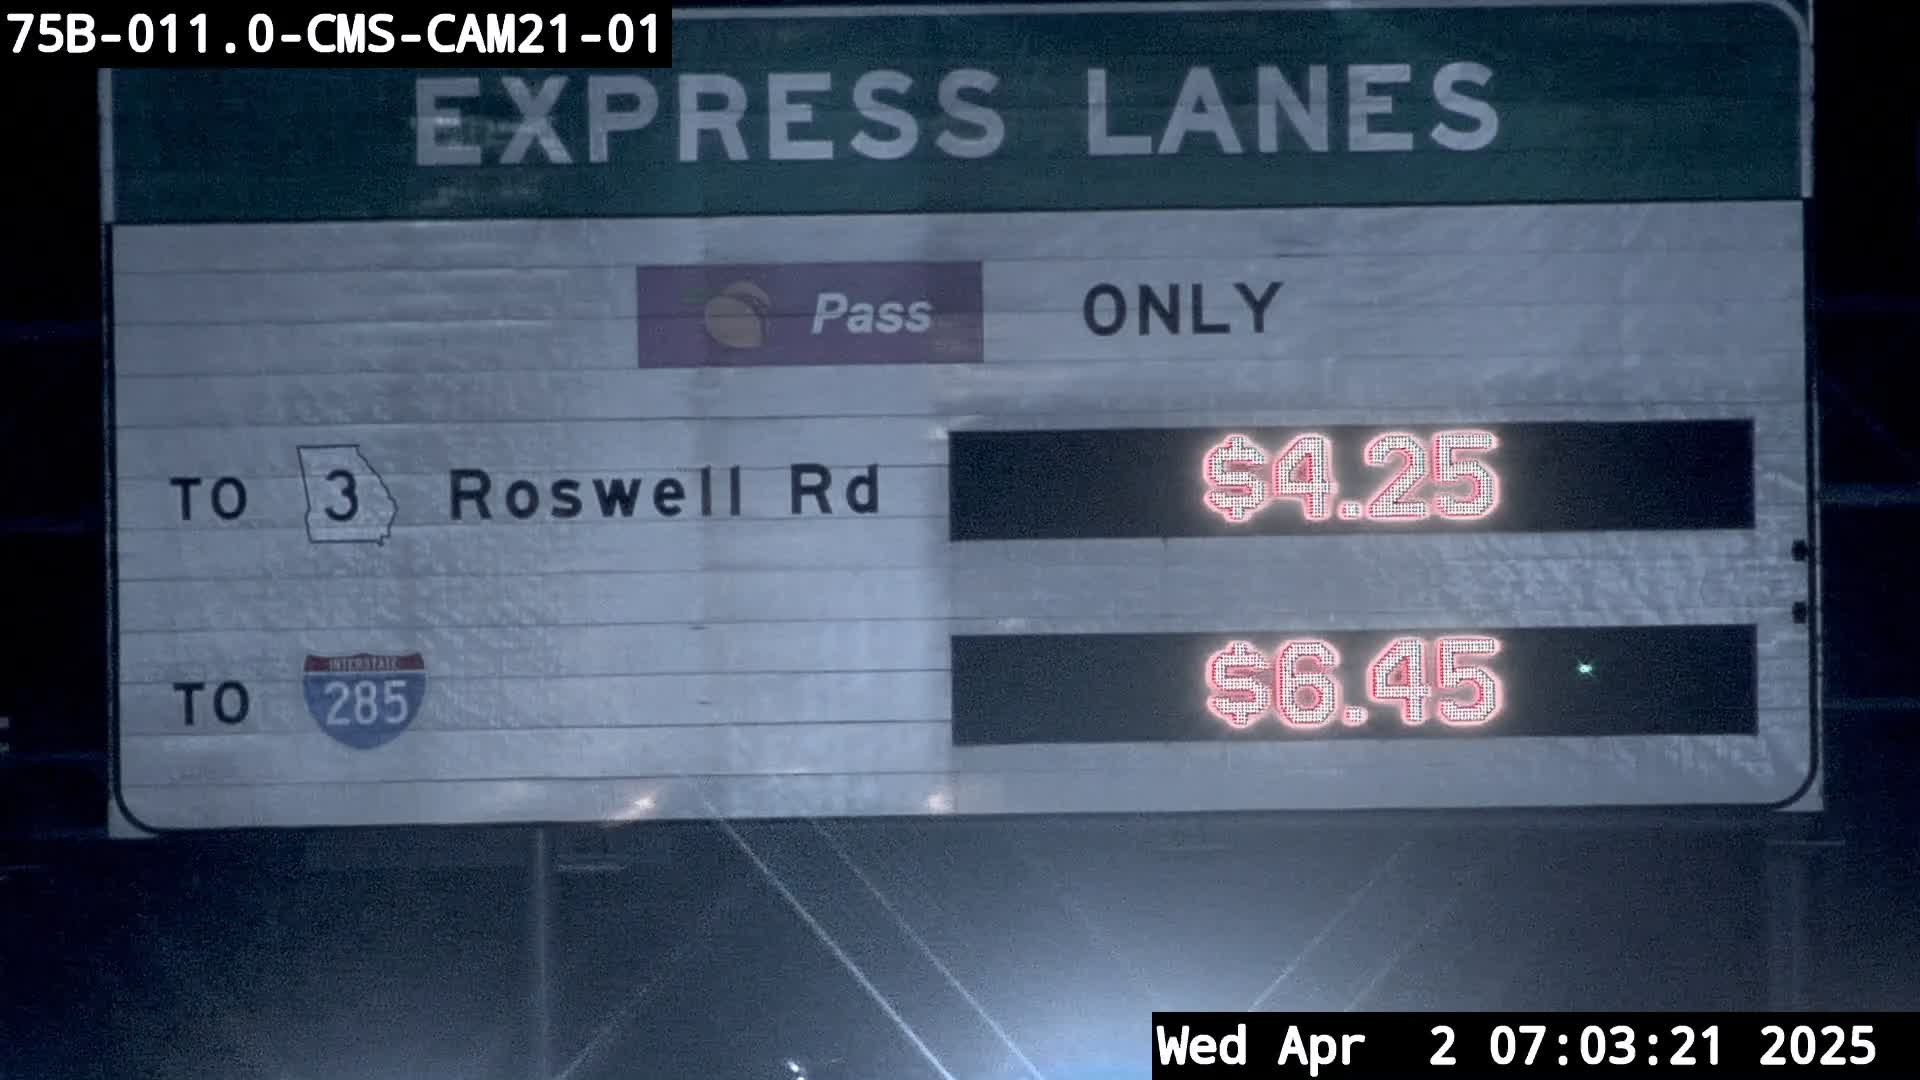 75B-011.0-CMS-CAM21-01
EXPRESS LANES
Pass ONLY
TO 3 Roswell Rd $4.25
INTERSTATE
TO 285 $6.45
Wed Apr 2 07:03:21 2025